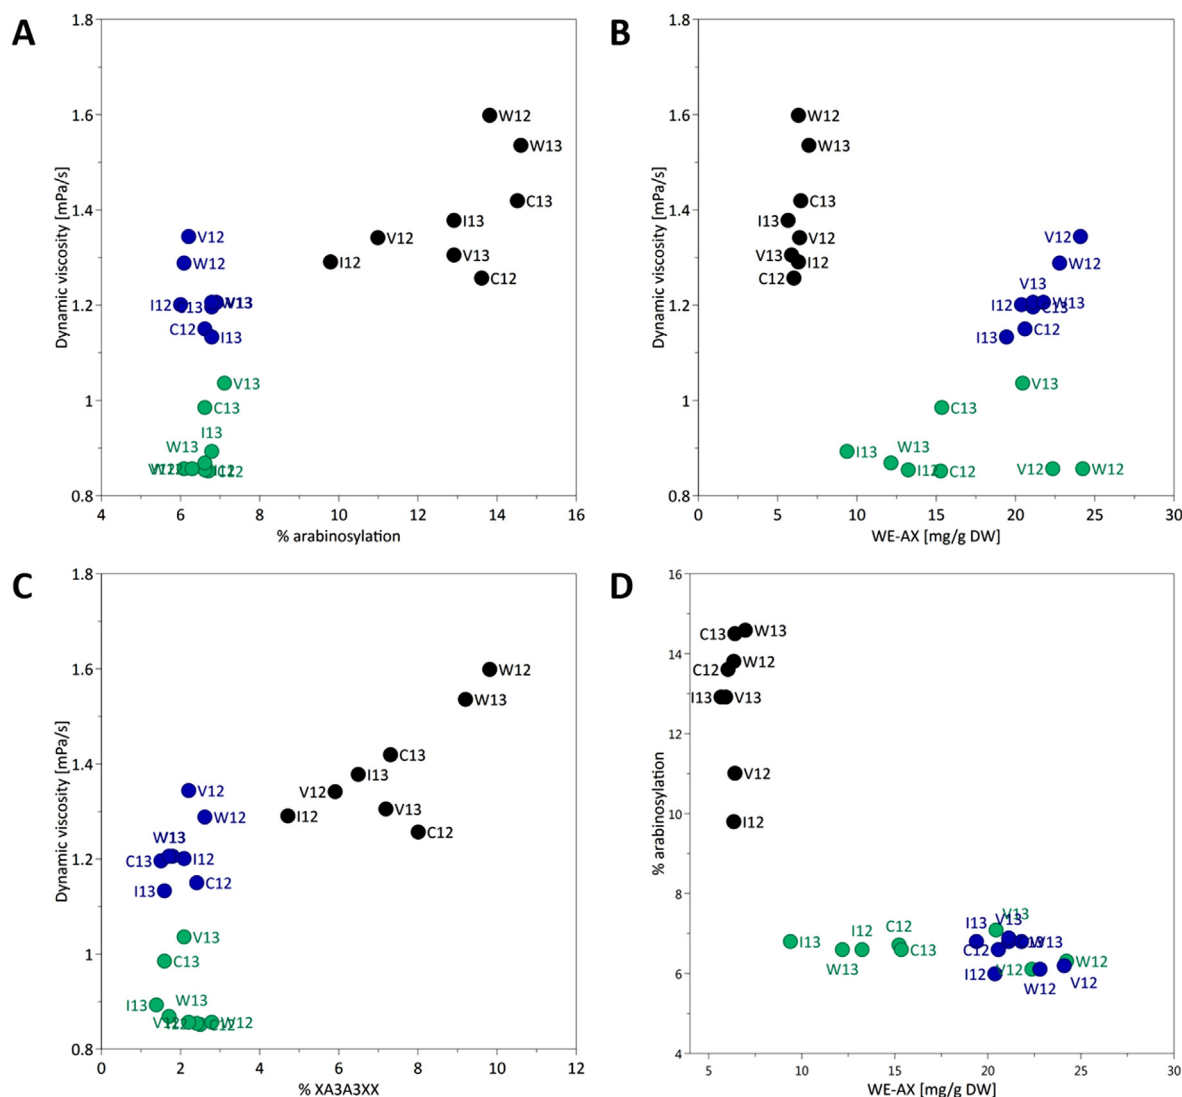 A
1.8
1.6
1.4
1.2
1
0.8
Dynamic viscosity [mPa/s]
W12
W13
C13
I13
V12
V13
I12
C12
V12
W12
I12
V13
C12
I13
V13
C13
I13
W13
4
6
8
10
12
14
16
% arabinosylation
B
1.8
1.6
1.4
1.2
1
0.8
Dynamic viscosity [mPa/s]
W12
W13
C13
I13
V12
V13
I12
C12
V12
W12
V13
I12
W13
C13
C12
I13
V13
C13
I13
W13
I12
C12
V12
W12
0
5
10
15
20
25
30
WE-AX [mg/g DW]
C
1.8
1.6
1.4
1.2
1
0.8
Dynamic viscosity [mPa/s]
W12
W13
C13
I13
V12
I12
V13
C12
V12
W12
W13
C13
I12
I13
C12
V13
C13
I13
W13
V12
W12
0
2
4
6
8
10
12
% XA3A3XX
D
16
14
12
10
8
6
4
% arabinosylation
C13
W13
W12
C12
I13
V13
V12
I12
I13
W13
I12
C12
C13
I13
V13
V13
C12
W13
I12
V12
W12
W12
V12
5
10
15
20
25
30
WE-AX [mg/g DW]